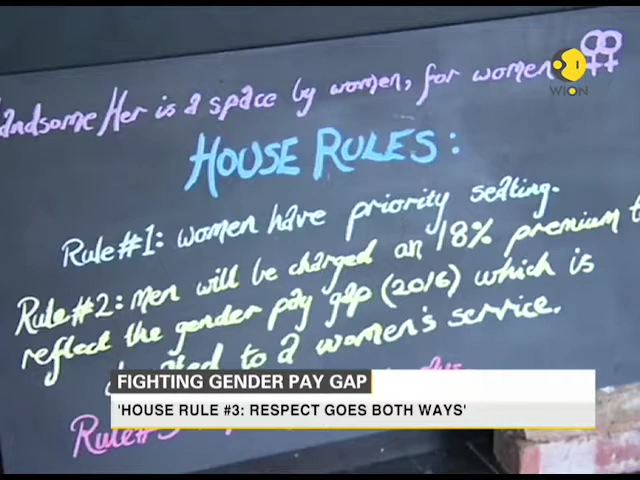 WION
Handsome Her is a space by women, for women
HOUSE RULES:
Rule #1: women have priority seating.
Rule #2: men will be charged an 18% premium to
reflect the gender pay gap (2016) which is
to a women's service.
Rule #3
FIGHTING GENDER PAY GAP
'HOUSE RULE #3: RESPECT GOES BOTH WAYS'